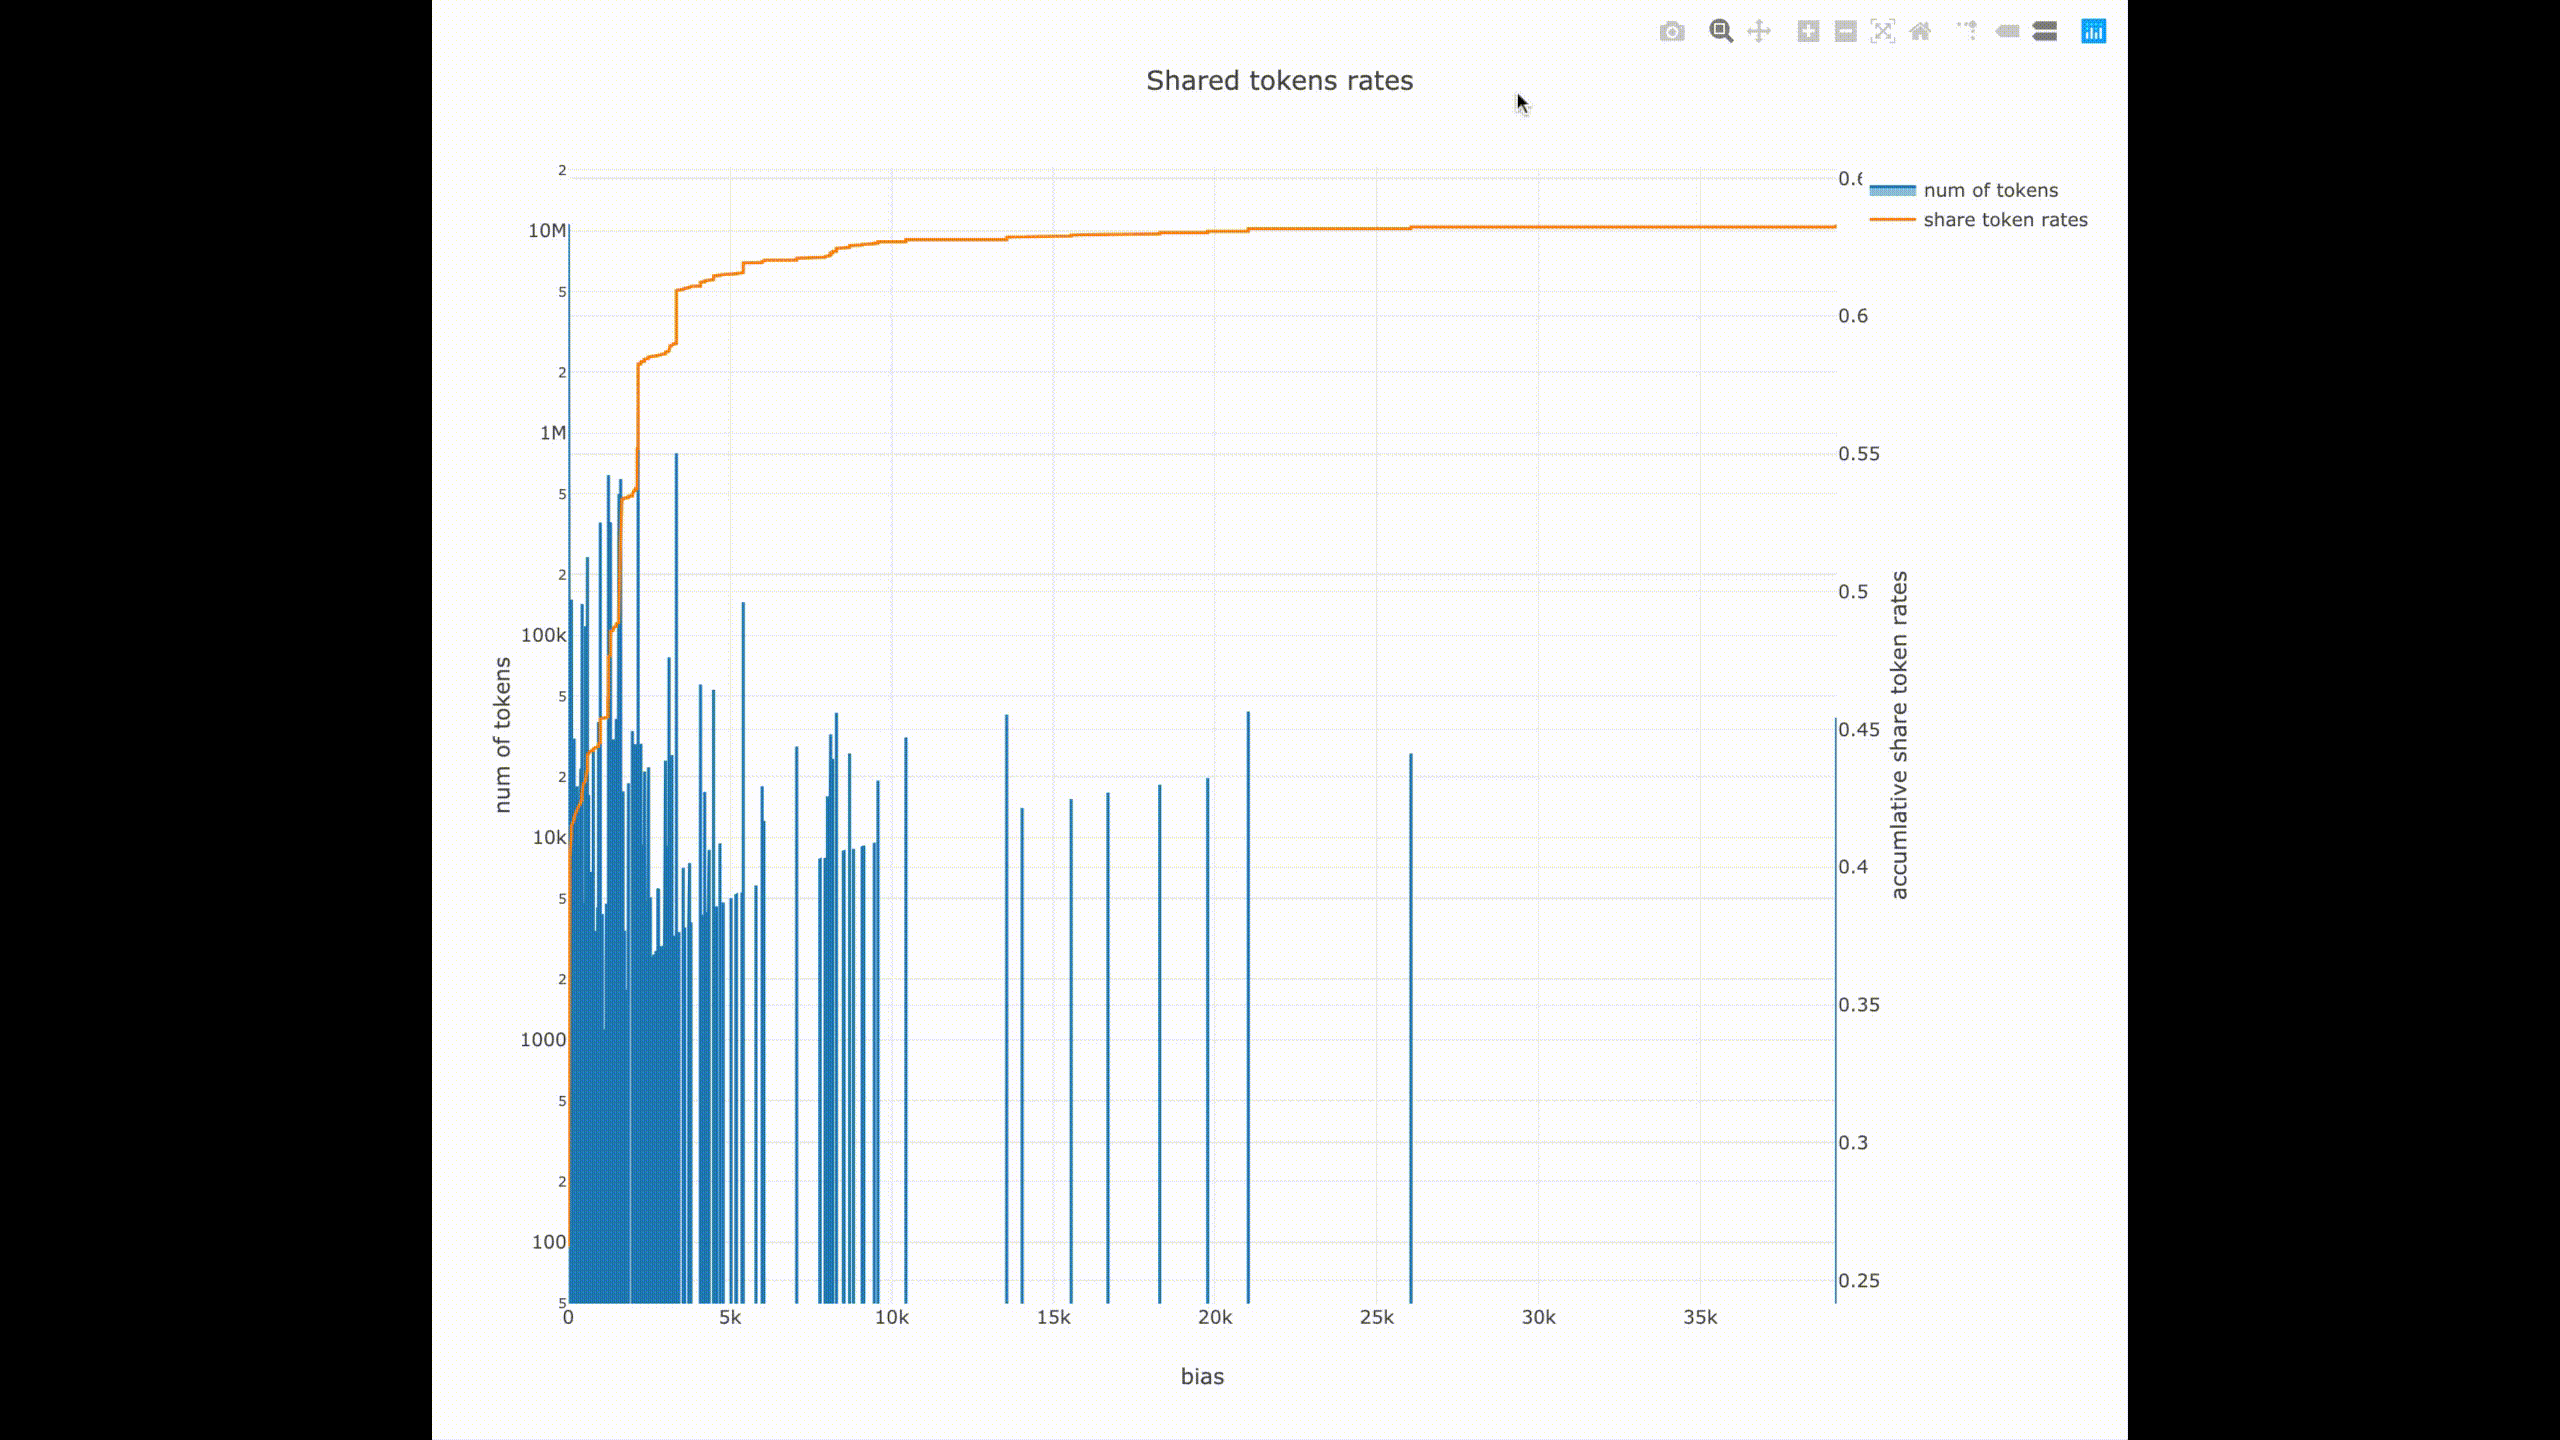 Shared tokens rates
num of tokens
share token rates
2
10M
5
2
1M
5
2
100k
5
2
10k
5
2
1000
5
2
100
5
num of tokens
0.6
0.55
0.5
0.45
0.4
0.35
0.3
0.25
accumlative share token rates
0 5k 10k 15k 20k 25k 30k 35k
bias